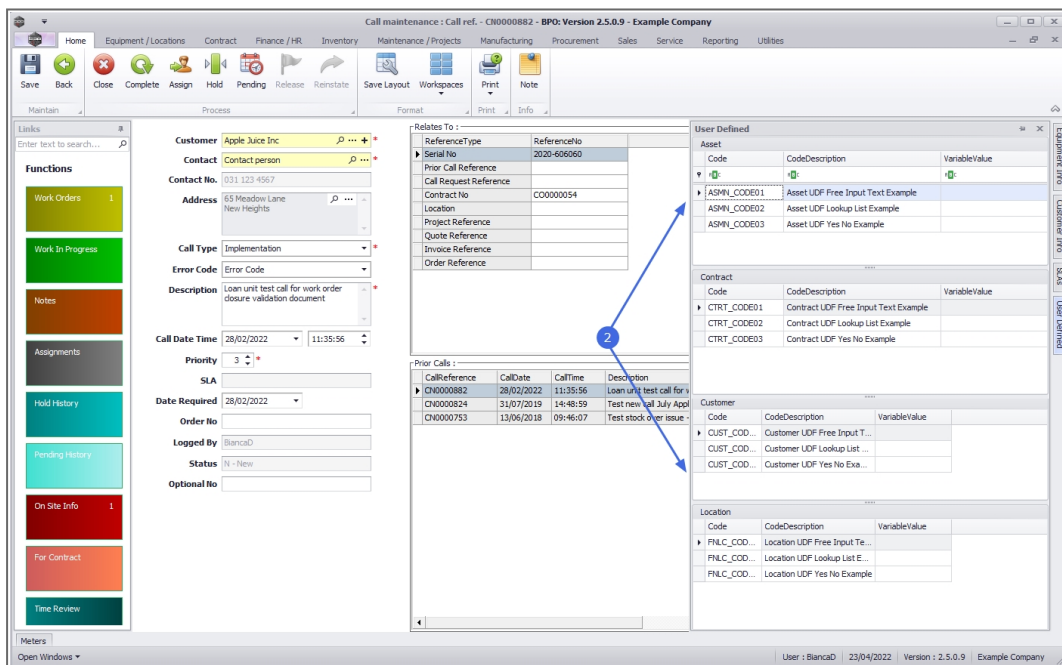 Call maintenance : Call ref. - CN0000882 - BPO: Version 2.5.0.9 - Example Company
Home Equipment / Locations Contract Finance / HR Inventory Maintenance / Projects Manufacturing Procurement Sales Service Reporting Utilities
Save Back Close Complete Assign Hold Pending Release Reinstate Save Layout Workspaces Print Note
Maintain Process Format Print Info
Links
Enter text to search...
Functions
Work Orders 1
Work In Progress
Notes
Assignments
Hold History
Pending History
On Site Info 1
For Contract
Time Review
Customer Apple Juice Inc *
Contact Contact person *
Contact No. 031 123 4567
Address 65 Meadow Lane
New Heights
Call Type Implementation *
Error Code Error Code
Description Loan unit test call for work order *
closure validation document
Call Date Time 28/02/2022 11:35:56
Priority 3 *
SLA
Date Required 28/02/2022
Order No
Logged By BiancaD
Status N - New
Optional No
Relates To :
ReferenceType ReferenceNo
Serial No 2020-606060
Prior Call Reference
Call Request Reference
Contract No CO0000054
Location
Project Reference
Quote Reference
Invoice Reference
Order Reference
2
Prior Calls :
CallReference CallDate CallTime Description
CN0000882 28/02/2022 11:35:56 Loan unit test call for
CN0000824 31/07/2019 14:48:59 Test new call July Appl
CN0000753 13/06/2018 09:46:07 Test stock over issue -
User Defined
Asset
Code CodeDescription VariableValue
ASMN_CODE01 Asset UDF Free Input Text Example
ASMN_CODE02 Asset UDF Lookup List Example
ASMN_CODE03 Asset UDF Yes No Example
Contract
Code CodeDescription VariableValue
CTRT_CODE01 Contract UDF Free Input Text Example
CTRT_CODE02 Contract UDF Lookup List Example
CTRT_CODE03 Contract UDF Yes No Example
Customer
Code CodeDescription VariableValue
CUST_COD... Customer UDF Free Input T...
CUST_COD... Customer UDF Lookup List ...
CUST_COD... Customer UDF Yes No Exa...
Location
Code CodeDescription VariableValue
FNLC_COD... Location UDF Free Input Te...
FNLC_COD... Location UDF Lookup List E...
FNLC_COD... Location UDF Yes No Example
Equipment Info
Customer Info
SLAs
User Defined
Meters
Open Windows
User : BiancaD 23/04/2022 Version : 2.5.0.9 Example Company